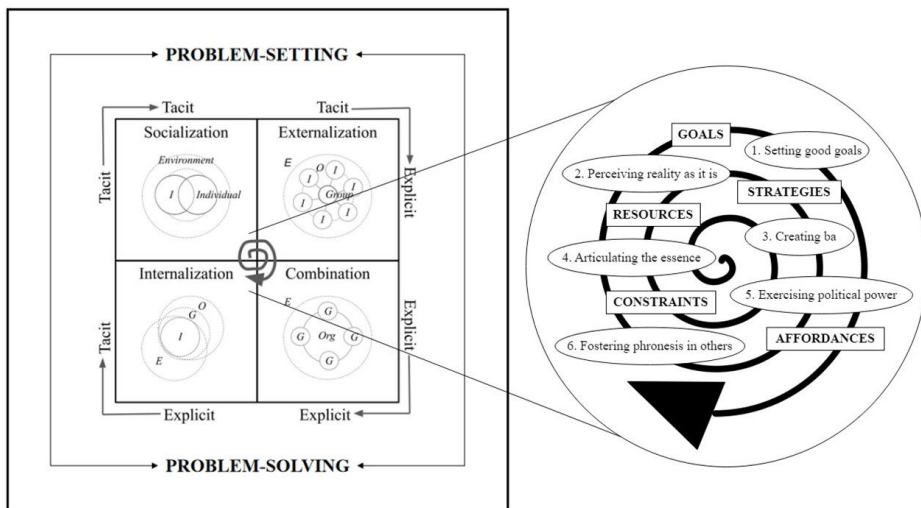 PROBLEM-SETTING
Tacit
Tacit
Socialization
Externalization
Environment
I
Individual
E
O
I
I
I
I
I
I
I
Group
Tacit
Explicit
Internalization
Combination
O
G
I
E
E
G
G
Org
G
G
Tacit
Explicit
Explicit
Explicit
PROBLEM-SOLVING
GOALS
1. Setting good goals
2. Perceiving reality as it is
STRATEGIES
RESOURCES
3. Creating ba
4. Articulating the essence
CONSTRAINTS
5. Exercising political power
AFFORDANCES
6. Fostering phronesis in others